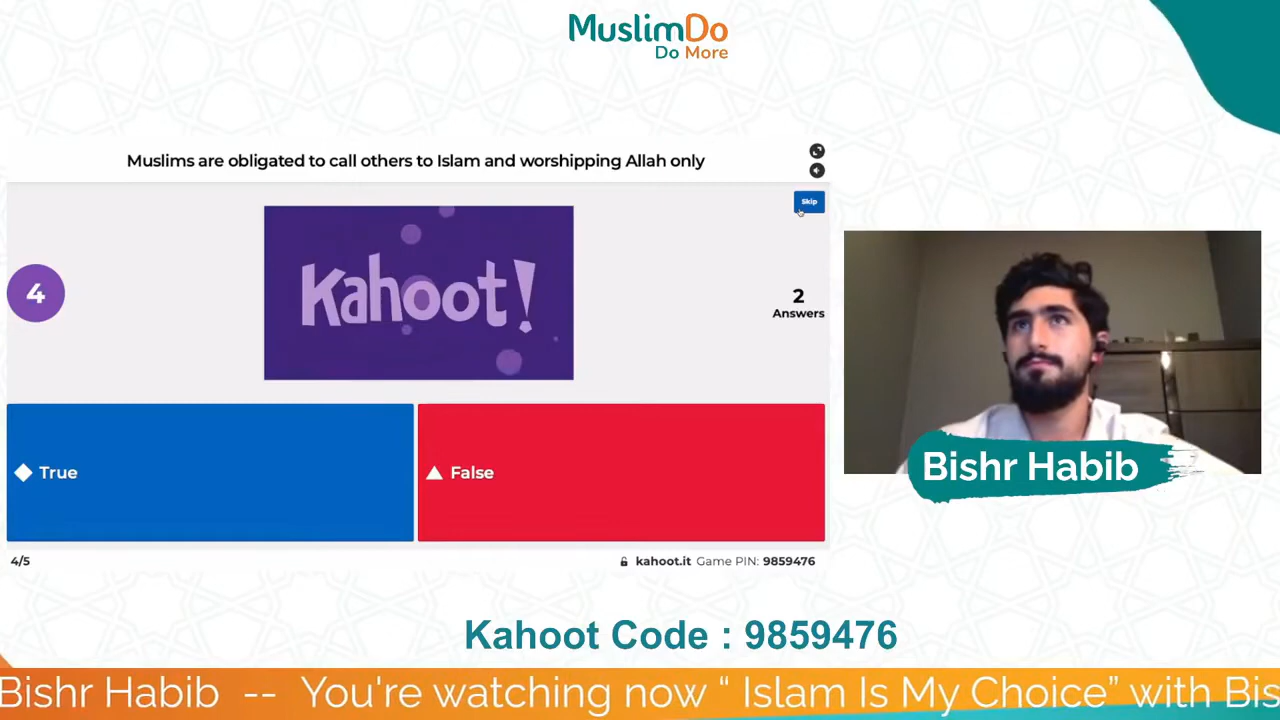 MuslimDo
Do More
Muslims are obligated to call others to Islam and worshipping Allah only
Skip
4
Kahoot!
2
Answers
True
False
4/5
kahoot.it Game PIN: 9859476
Bishr Habib
Kahoot Code : 9859476
Bishr Habib -- You're watching now “ Islam Is My Choice” with Bis